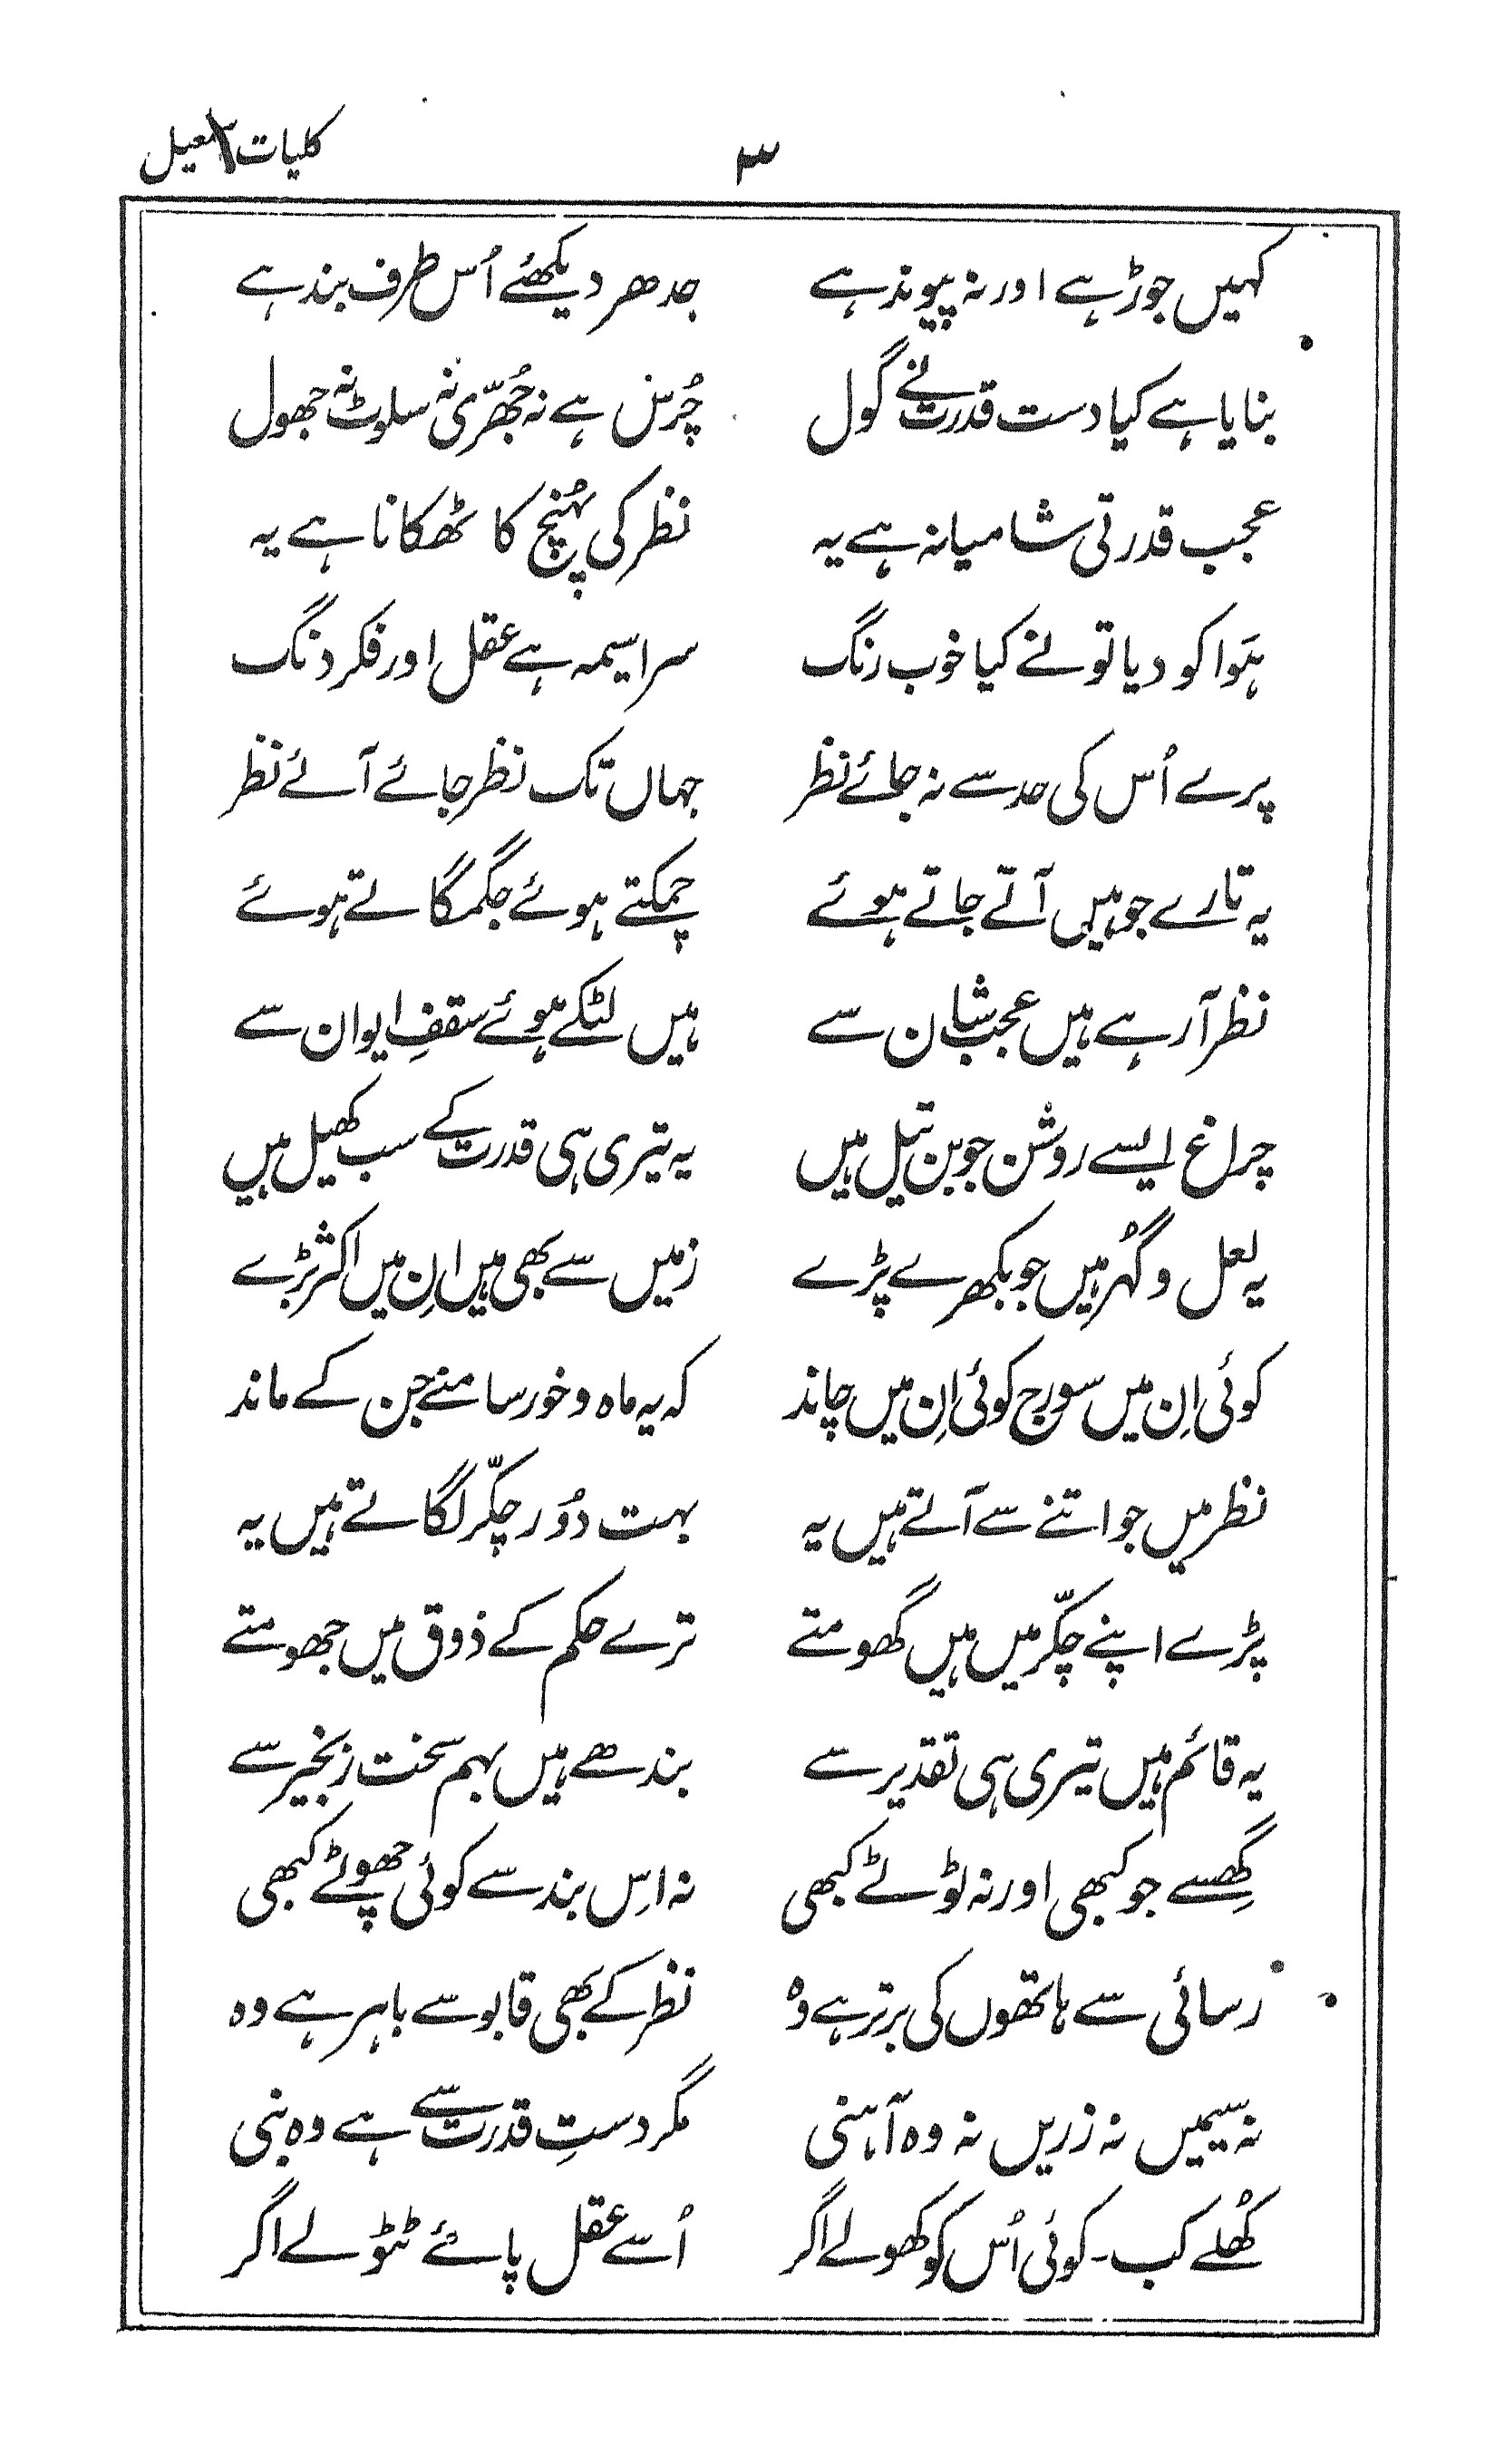 کلیات اسمعیل ۳
کہیں جوڑ ہے اور نہ پیوند ہے جدھر دیکھئے اُس طرف بند ہے
بنایا ہے کیا دست قدرت نے گول چُرس ہے نہ جُھرّی نہ سلوٹ نہ جھول
عجب قدرتی شامیانہ ہے یہ نظر کی پہُنچ کا ٹھکانا ہے یہ
ہَوا کو دیا تو نے کیا خوب رنگ سراسیمہ ہے عقل اور فکر دنگ
پرے اُس کی حد سے نہ جائے نظر جہاں تک نظر جائے آئے نظر
یہ تارے جو ہیں آتے جاتے ہوئے چمکتے ہوئے جگمگاتے ہوئے
نظر آرہے ہیں عجب شان سے ہیں لٹکے ہوئے سقفِ ایوان سے
چراغ ایسے روشن جو بن تیل ہیں یہ تیری ہی قدرت کے سب کھیل ہیں
یہ لعل و گہُر ہیں جو بکھرے پڑے زمیں سے بھی ہیں اِن میں اکثر بڑے
کوئی اِن میں سورج کوئی اِن میں چاند کہ یہ ماہ و خور سامنے جن کے ماند
نظر میں جو اتنے سے آتے ہیں یہ بہت دُور چکّر لگاتے ہیں یہ
پڑے اپنے چکّر میں ہیں گھومتے ترے حکم کے ذوق میں جھومتے
یہ قائم ہیں تیری ہی تقدیر سے بندھے ہیں بہم سخت زنجیر سے
گھِسے جو کبھی اور نہ ٹوٹے کبھی نہ اِس بند سے کوئی چھوٹے کبھی
رسائی سے ہاتھوں کی برتر ہے وہ نظر کے بھی قابو سے باہر ہے وہ
نہ سیمیں نہ زریں نہ وہ آہنی مگر دستِ قدرت سے ہے وہ بنی
کھُلے کب۔ کوئی اُس کو کھولے اگر اُسے عقل پائے ٹٹولے اگر